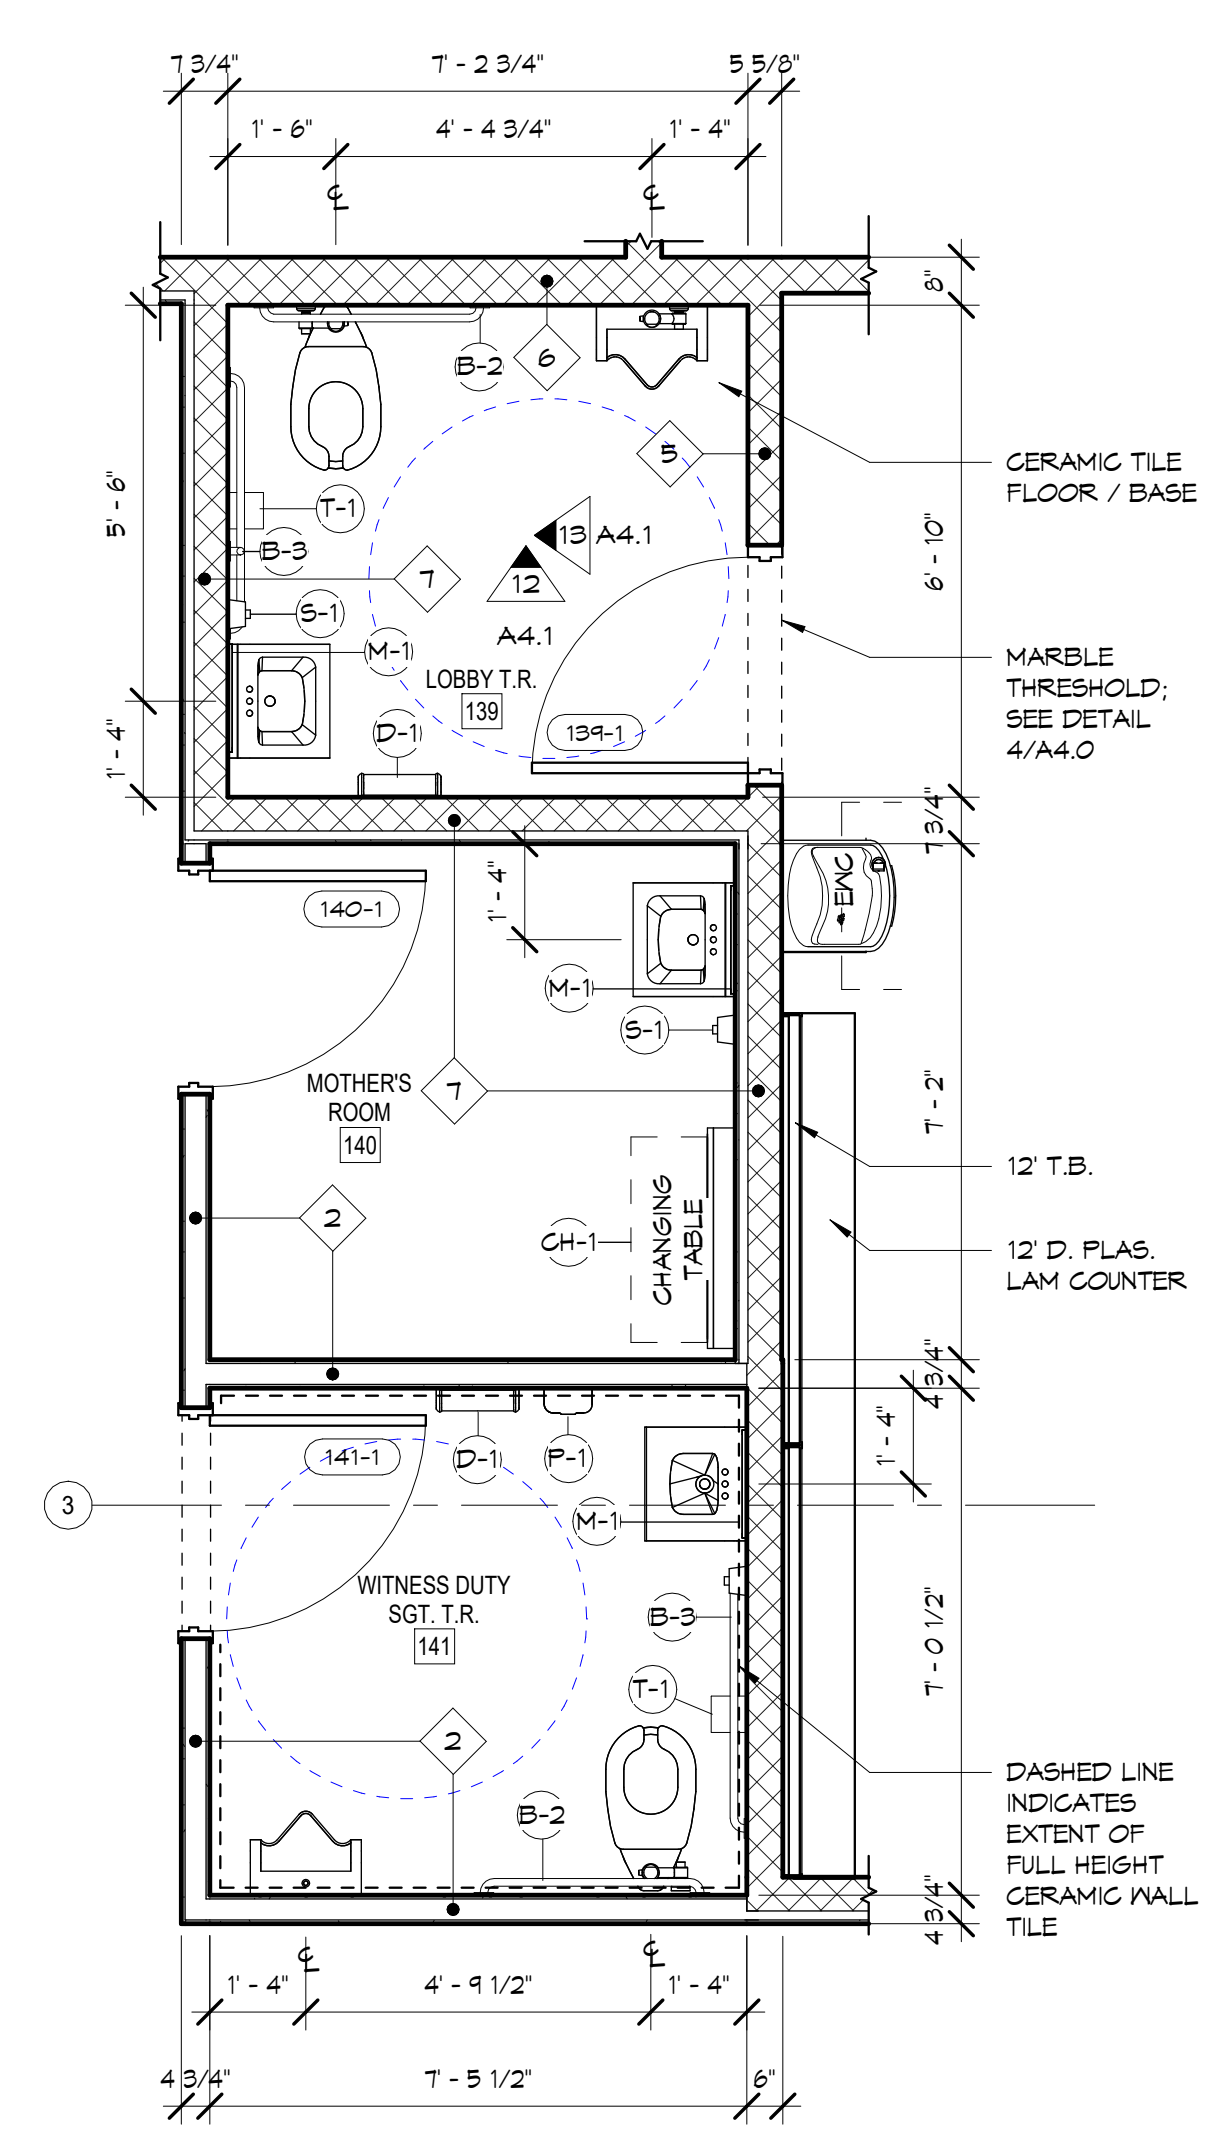 7 3/4" 7' - 2 3/4" 5 5/8"
1' - 6" 4' - 4 3/4" 1' - 4"
℄ ℄
8"
B-2 6
5
CERAMIC TILE
FLOOR / BASE
5' - 6"
T-1
13 A4.1
B-3
6' - 10"
7
12
S-1
A4.1
M-1
LOBBY T.R.
139
MARBLE
THRESHOLD;
SEE DETAIL
4/A4.0
D-1 139-1
1' - 4"
7 3/4"
EWC
1' - 4"
140-1
M-1
S-1
MOTHER'S
ROOM
140
7
7' - 2"
12' T.B.
2
CHANGING
TABLE
CH-1
12' D. PLAS.
LAM COUNTER
4 3/4"
1' - 4"
141-1 D-1 P-1
3
M-1
WITNESS DUTY
SGT. T.R.
141
B-3
7' - 0 1/2"
T-1
2
B-2
DASHED LINE
INDICATES
EXTENT OF
FULL HEIGHT
CERAMIC WALL
TILE
4 3/4"
℄ ℄
1' - 4" 4' - 9 1/2" 1' - 4"
4 3/4" 7' - 5 1/2" 6"